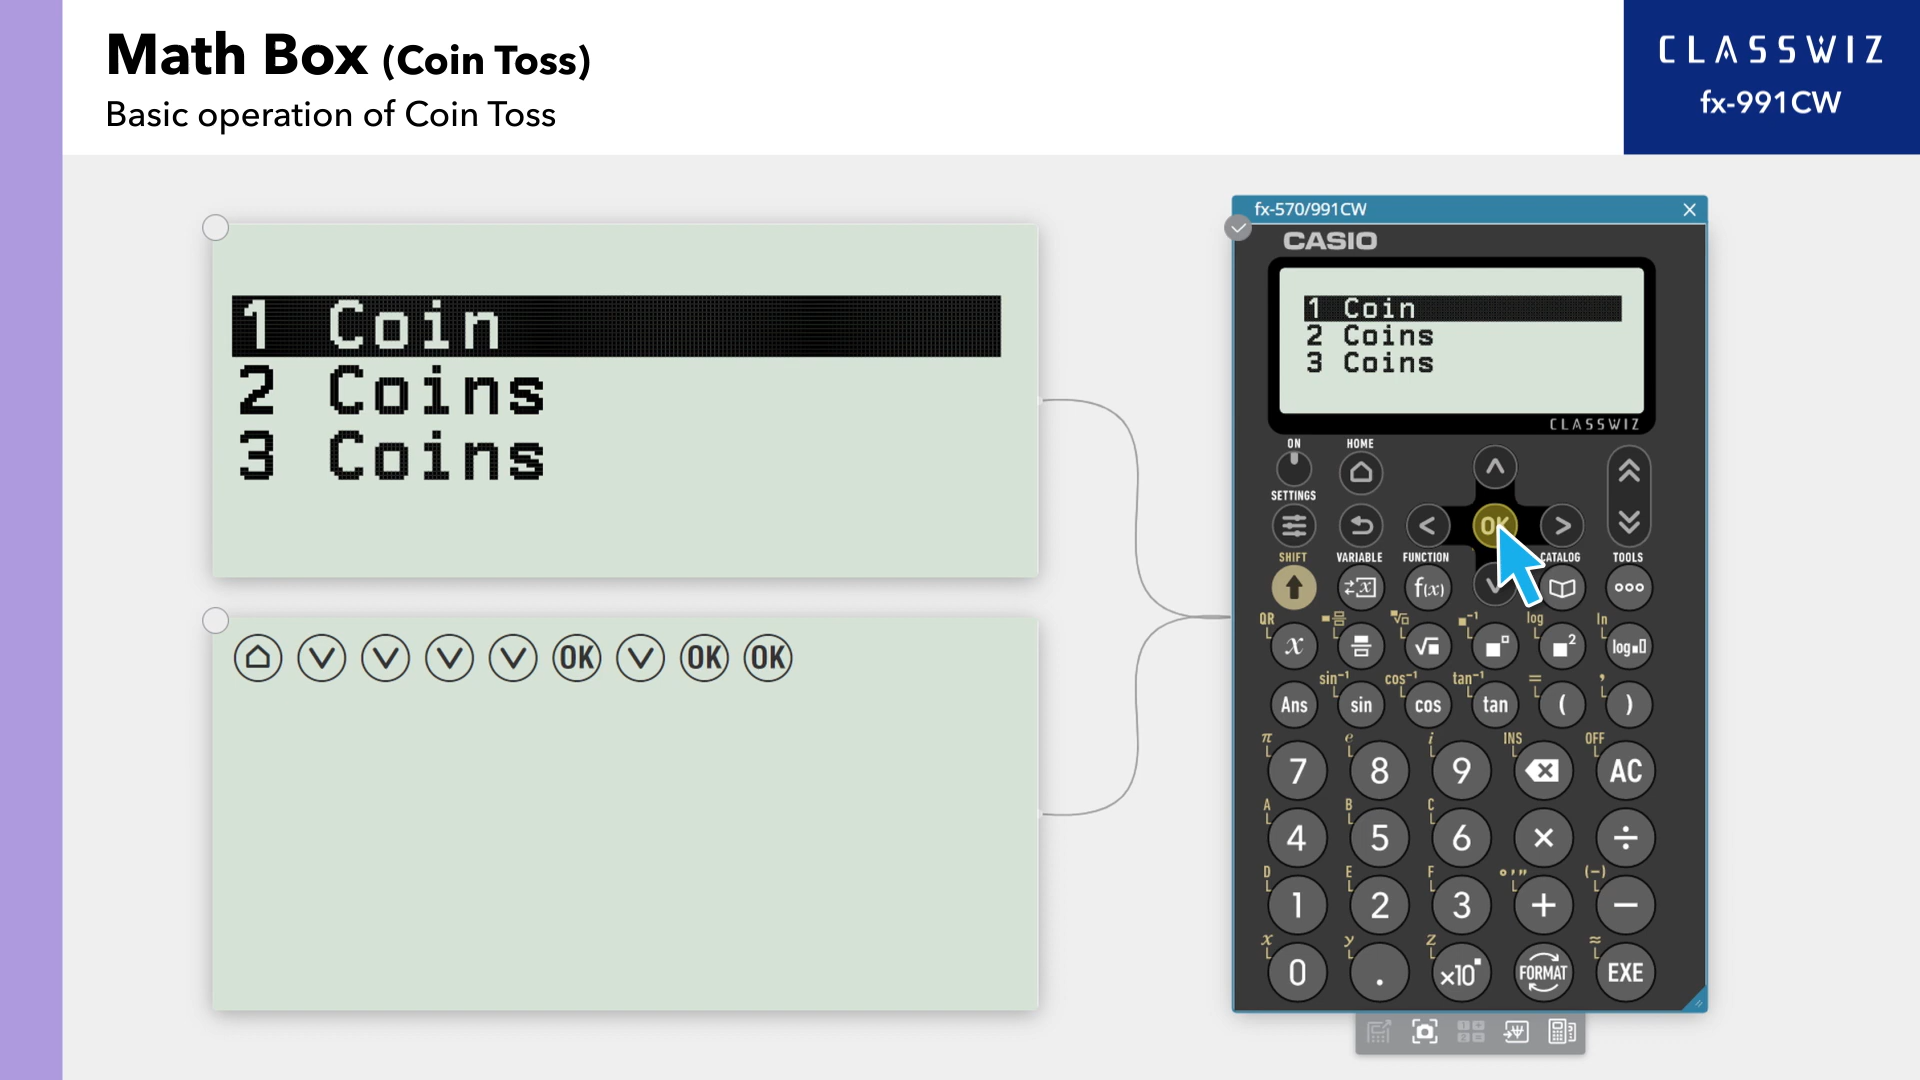 Math Box (Coin Toss)
Basic operation of Coin Toss
CLASSWIZ
fx-991CW
1 Coin
2 Coins
3 Coins
OK OK OK
fx-570/991CW
CASIO
1 Coin
2 Coins
3 Coins
CLASSWIZ
ON HOME
SETTINGS
< OK >
SHIFT VARIABLE FUNCTION CATALOG TOOLS
x f(x)
QR log ln
x √■ ■² log■
sin⁻¹ cos⁻¹ tan⁻¹ = ,
Ans sin cos tan ( )
π e i INS OFF
7 8 9 AC
A B C
4 5 6 × ÷
D E F ° ′ ″ (−)
1 2 3 + −
x y z ≈
0 . ×10■ FORMAT EXE